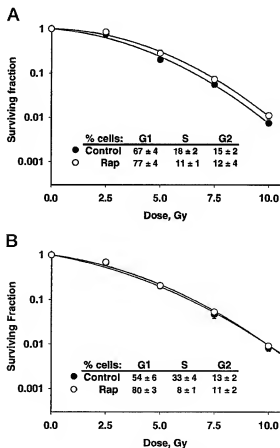 A
Surviving fraction
1
0.1
0.01
0.001
% cells: G1 S G2
Control 67 ± 4 18 ± 2 15 ± 2
Rap 77 ± 4 11 ± 1 12 ± 4
0.0 2.5 5.0 7.5 10.0
Dose, Gy
B
Surviving Fraction
1
0.1
0.01
0.001
% cells: G1 S G2
Control 54 ± 6 33 ± 4 13 ± 2
Rap 80 ± 3 8 ± 1 11 ± 2
0.0 2.5 5.0 7.5 10.0
Dose, Gy